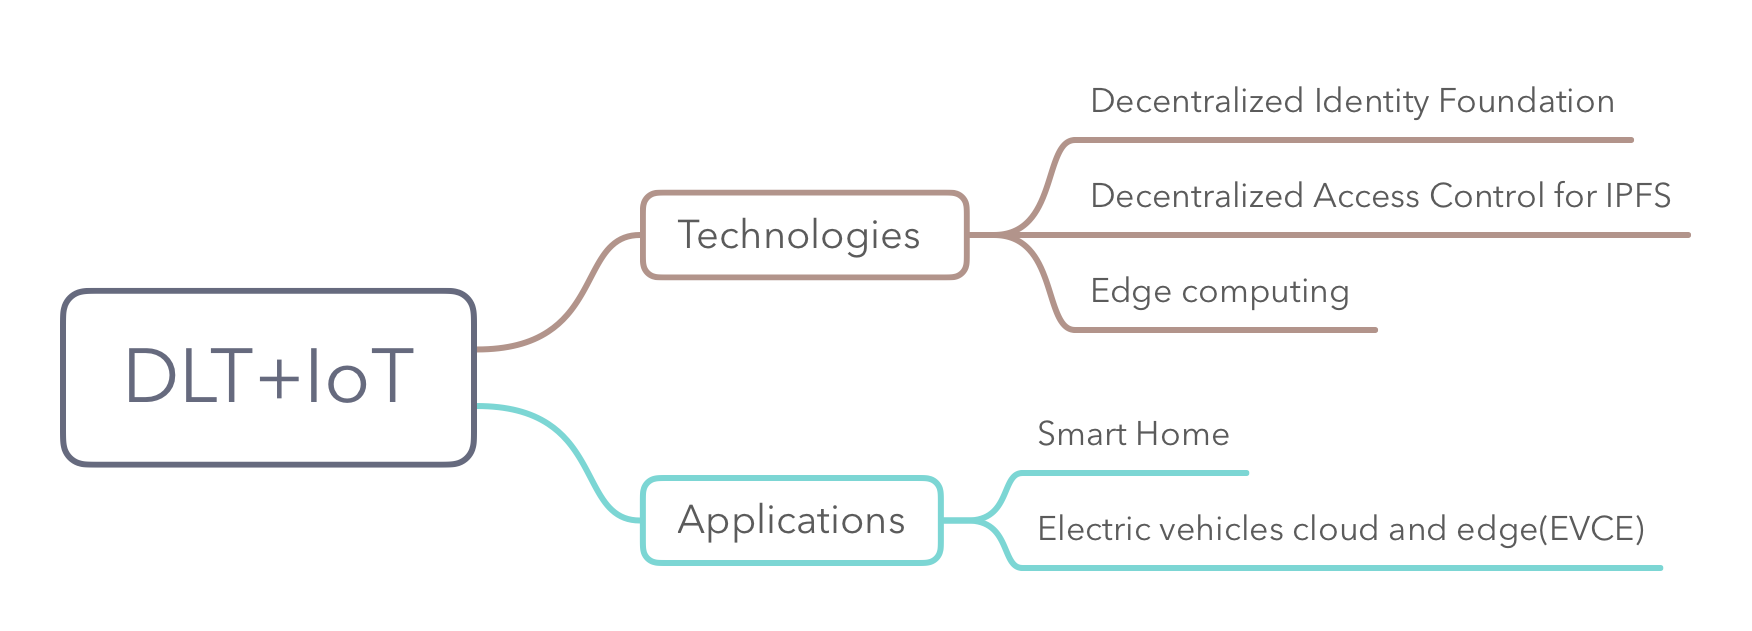 DLT+IoT
Technologies
Decentralized Identity Foundation
Decentralized Access Control for IPFS
Edge computing
Applications
Smart Home
Electric vehicles cloud and edge(EVCE)